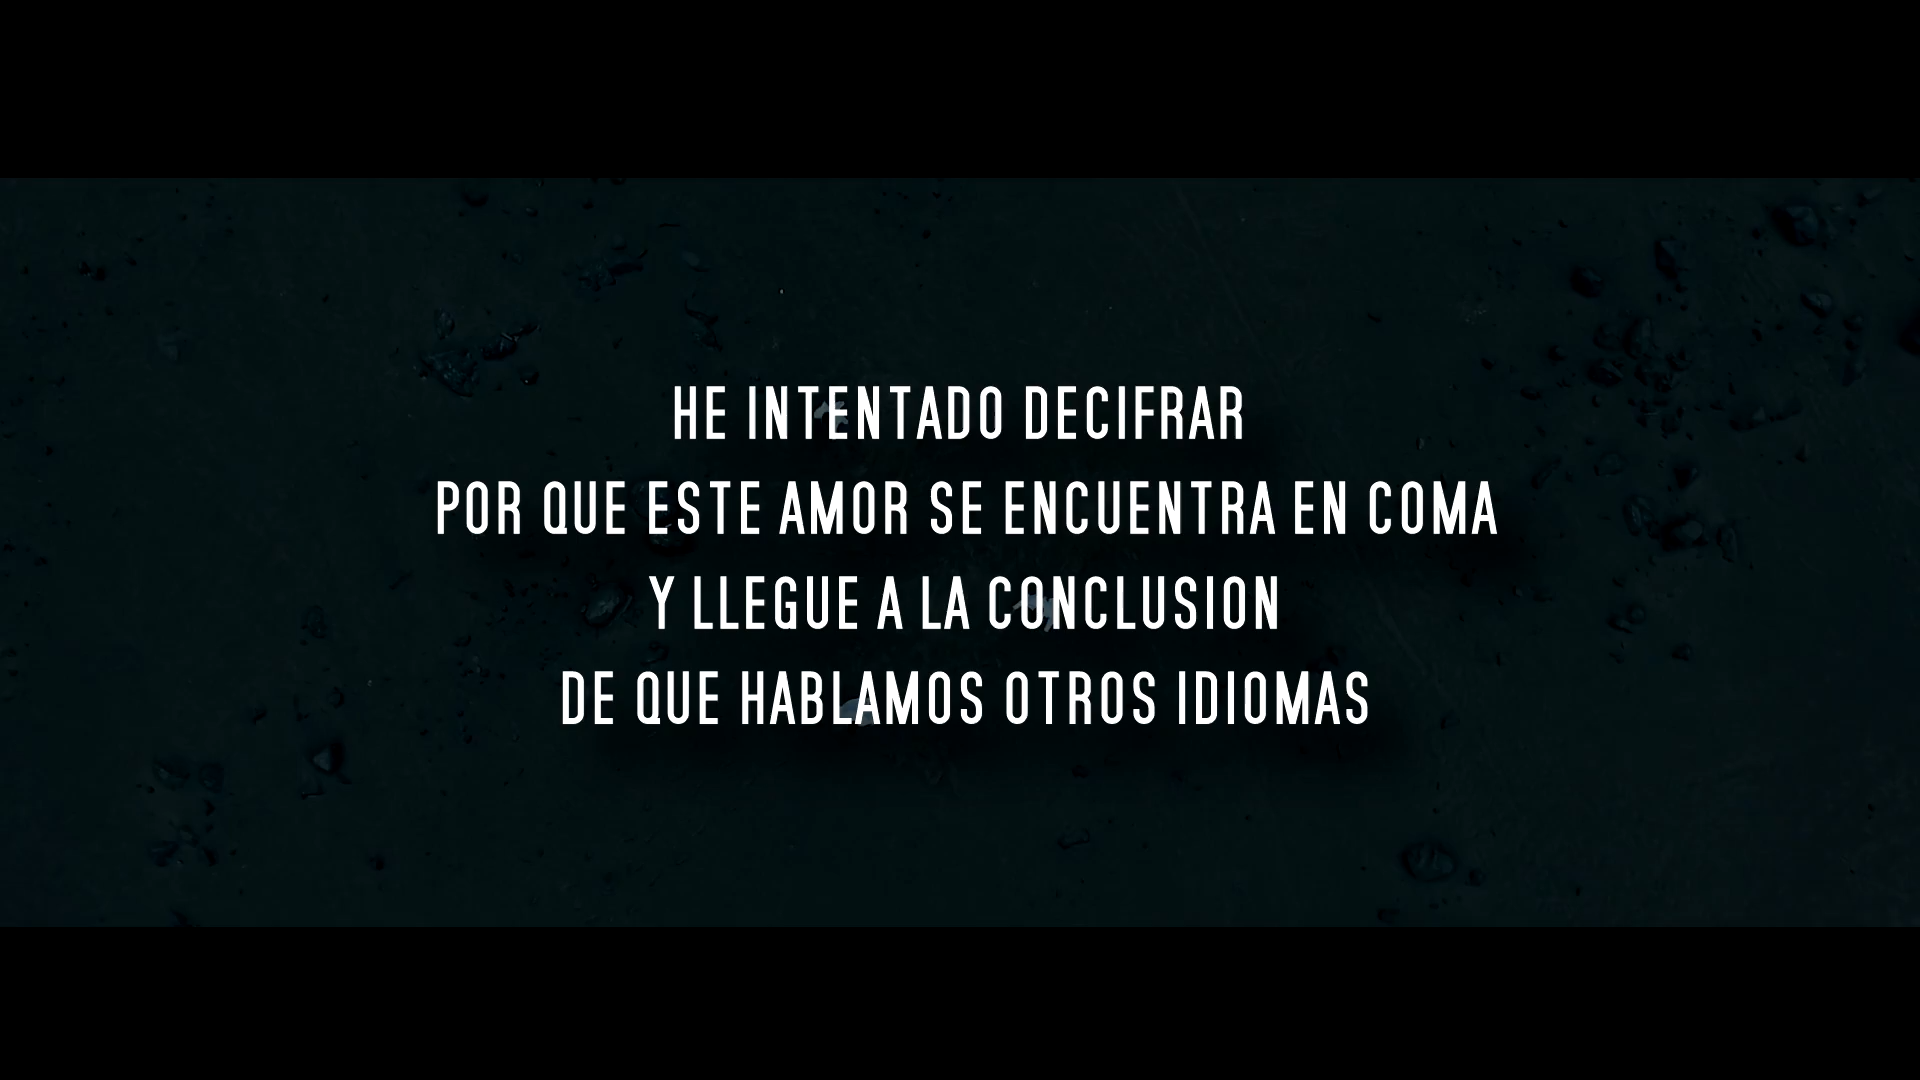 HE INTENTADO DECIFRAR
POR QUE ESTE AMOR SE ENCUENTRA EN COMA
Y LLEGUE A LA CONCLUSION
DE QUE HABLAMOS OTROS IDIOMAS